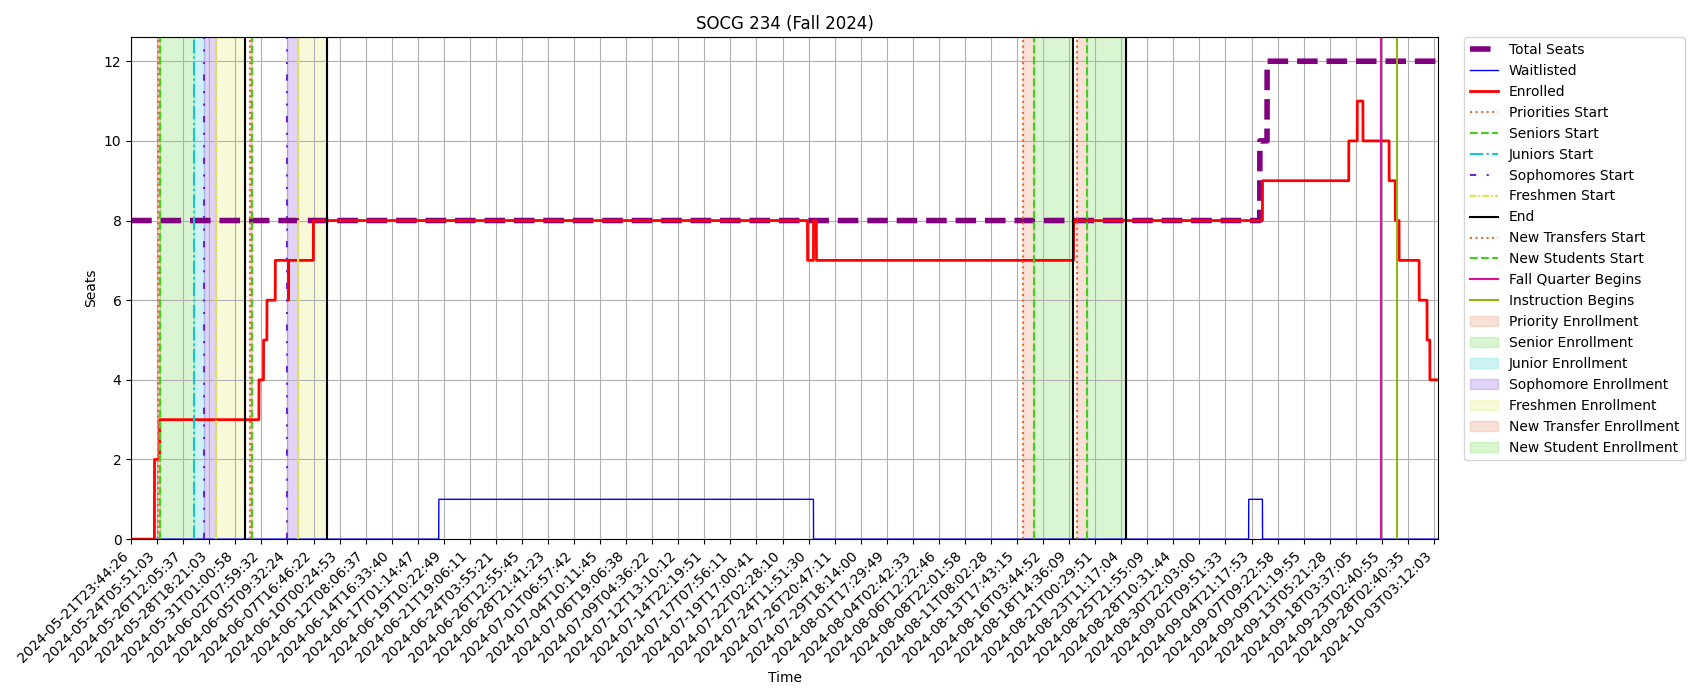 SOCG 234 (Fall 2024)
Seats
12
10
8
6
4
2
0
2024-05-21T23:44:26
2024-05-24T05:51:03
2024-05-26T12:05:37
2024-05-28T18:21:03
2024-05-31T01:00:58
2024-06-02T07:59:32
2024-06-05T09:32:24
2024-06-07T16:46:22
2024-06-10T00:24:53
2024-06-12T08:06:37
2024-06-14T16:33:40
2024-06-17T01:14:47
2024-06-19T10:22:49
2024-06-21T19:06:11
2024-06-24T03:55:21
2024-06-26T12:55:45
2024-06-28T21:41:23
2024-07-01T06:57:42
2024-07-04T10:11:45
2024-07-06T19:06:38
2024-07-09T04:36:22
2024-07-12T13:10:12
2024-07-14T22:19:51
2024-07-17T07:56:11
2024-07-19T17:00:41
2024-07-22T02:28:10
2024-07-24T11:51:30
2024-07-26T20:47:11
2024-07-29T18:14:00
2024-08-01T17:29:49
2024-08-04T02:42:33
2024-08-06T12:22:46
2024-08-08T22:01:58
2024-08-11T08:02:28
2024-08-13T17:43:15
2024-08-16T03:44:52
2024-08-18T14:36:09
2024-08-21T00:29:51
2024-08-23T11:17:04
2024-08-25T21:55:09
2024-08-28T10:31:44
2024-08-30T22:03:00
2024-09-02T09:51:33
2024-09-04T21:17:53
2024-09-07T09:22:58
2024-09-09T21:19:55
2024-09-13T05:21:28
2024-09-18T03:37:05
2024-09-23T02:40:55
2024-09-28T02:40:35
2024-10-03T03:12:03
Time
Total Seats
Waitlisted
Enrolled
Priorities Start
Seniors Start
Juniors Start
Sophomores Start
Freshmen Start
End
New Transfers Start
New Students Start
Fall Quarter Begins
Instruction Begins
Priority Enrollment
Senior Enrollment
Junior Enrollment
Sophomore Enrollment
Freshmen Enrollment
New Transfer Enrollment
New Student Enrollment